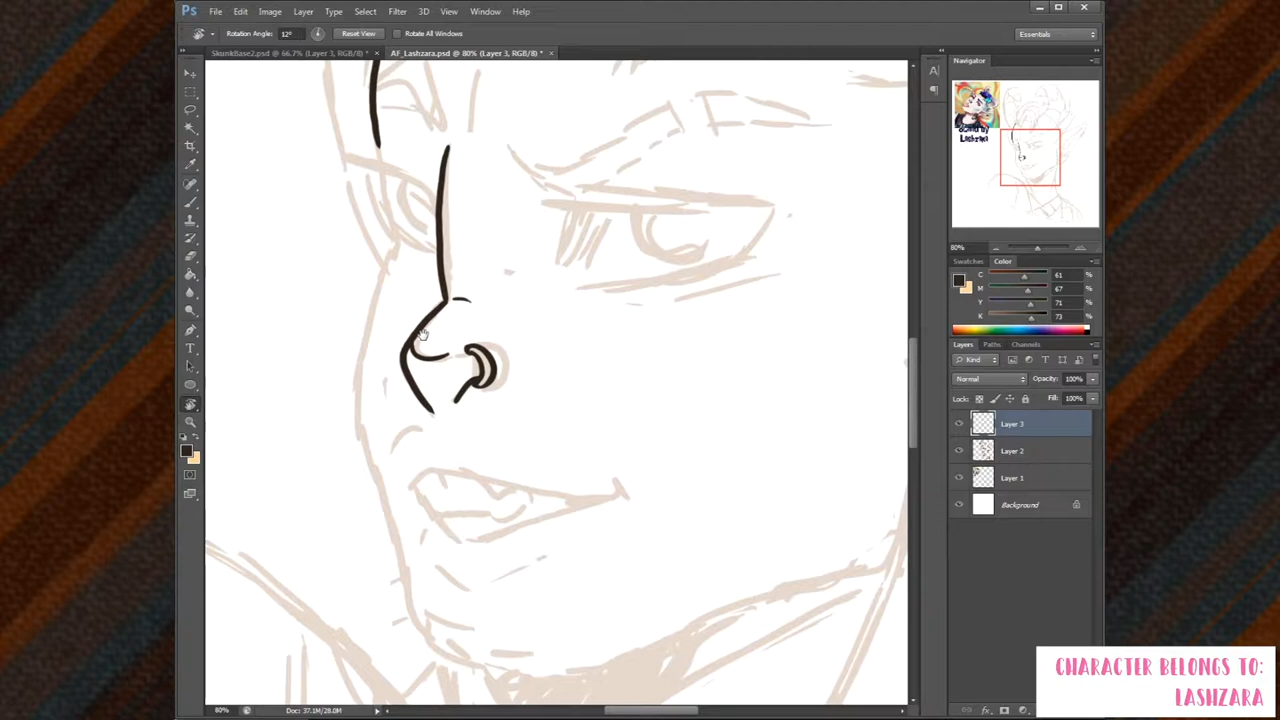 Ps File Edit Image Layer Type Select Filter 3D View Window Help
Rotation Angle: 12° Reset View Rotate All Windows Essentials
SkunkBase2.psd @ 66.7% (Layer 3, RGB/8) * × AF_Lashzara.psd @ 80% (Layer 3, RGB/8) * ×
Navigator
Lashzara
80%
Swatches Color
C 61
M 67
Y 71
K 73
Layers Paths Channels
Kind
Normal Opacity: 100%
Lock: Fill: 100%
Layer 3
Layer 2
Layer 1
Background
CHARACTER BELONGS TO:
LASHZARA
80% Doc: 37.1M/28.0M